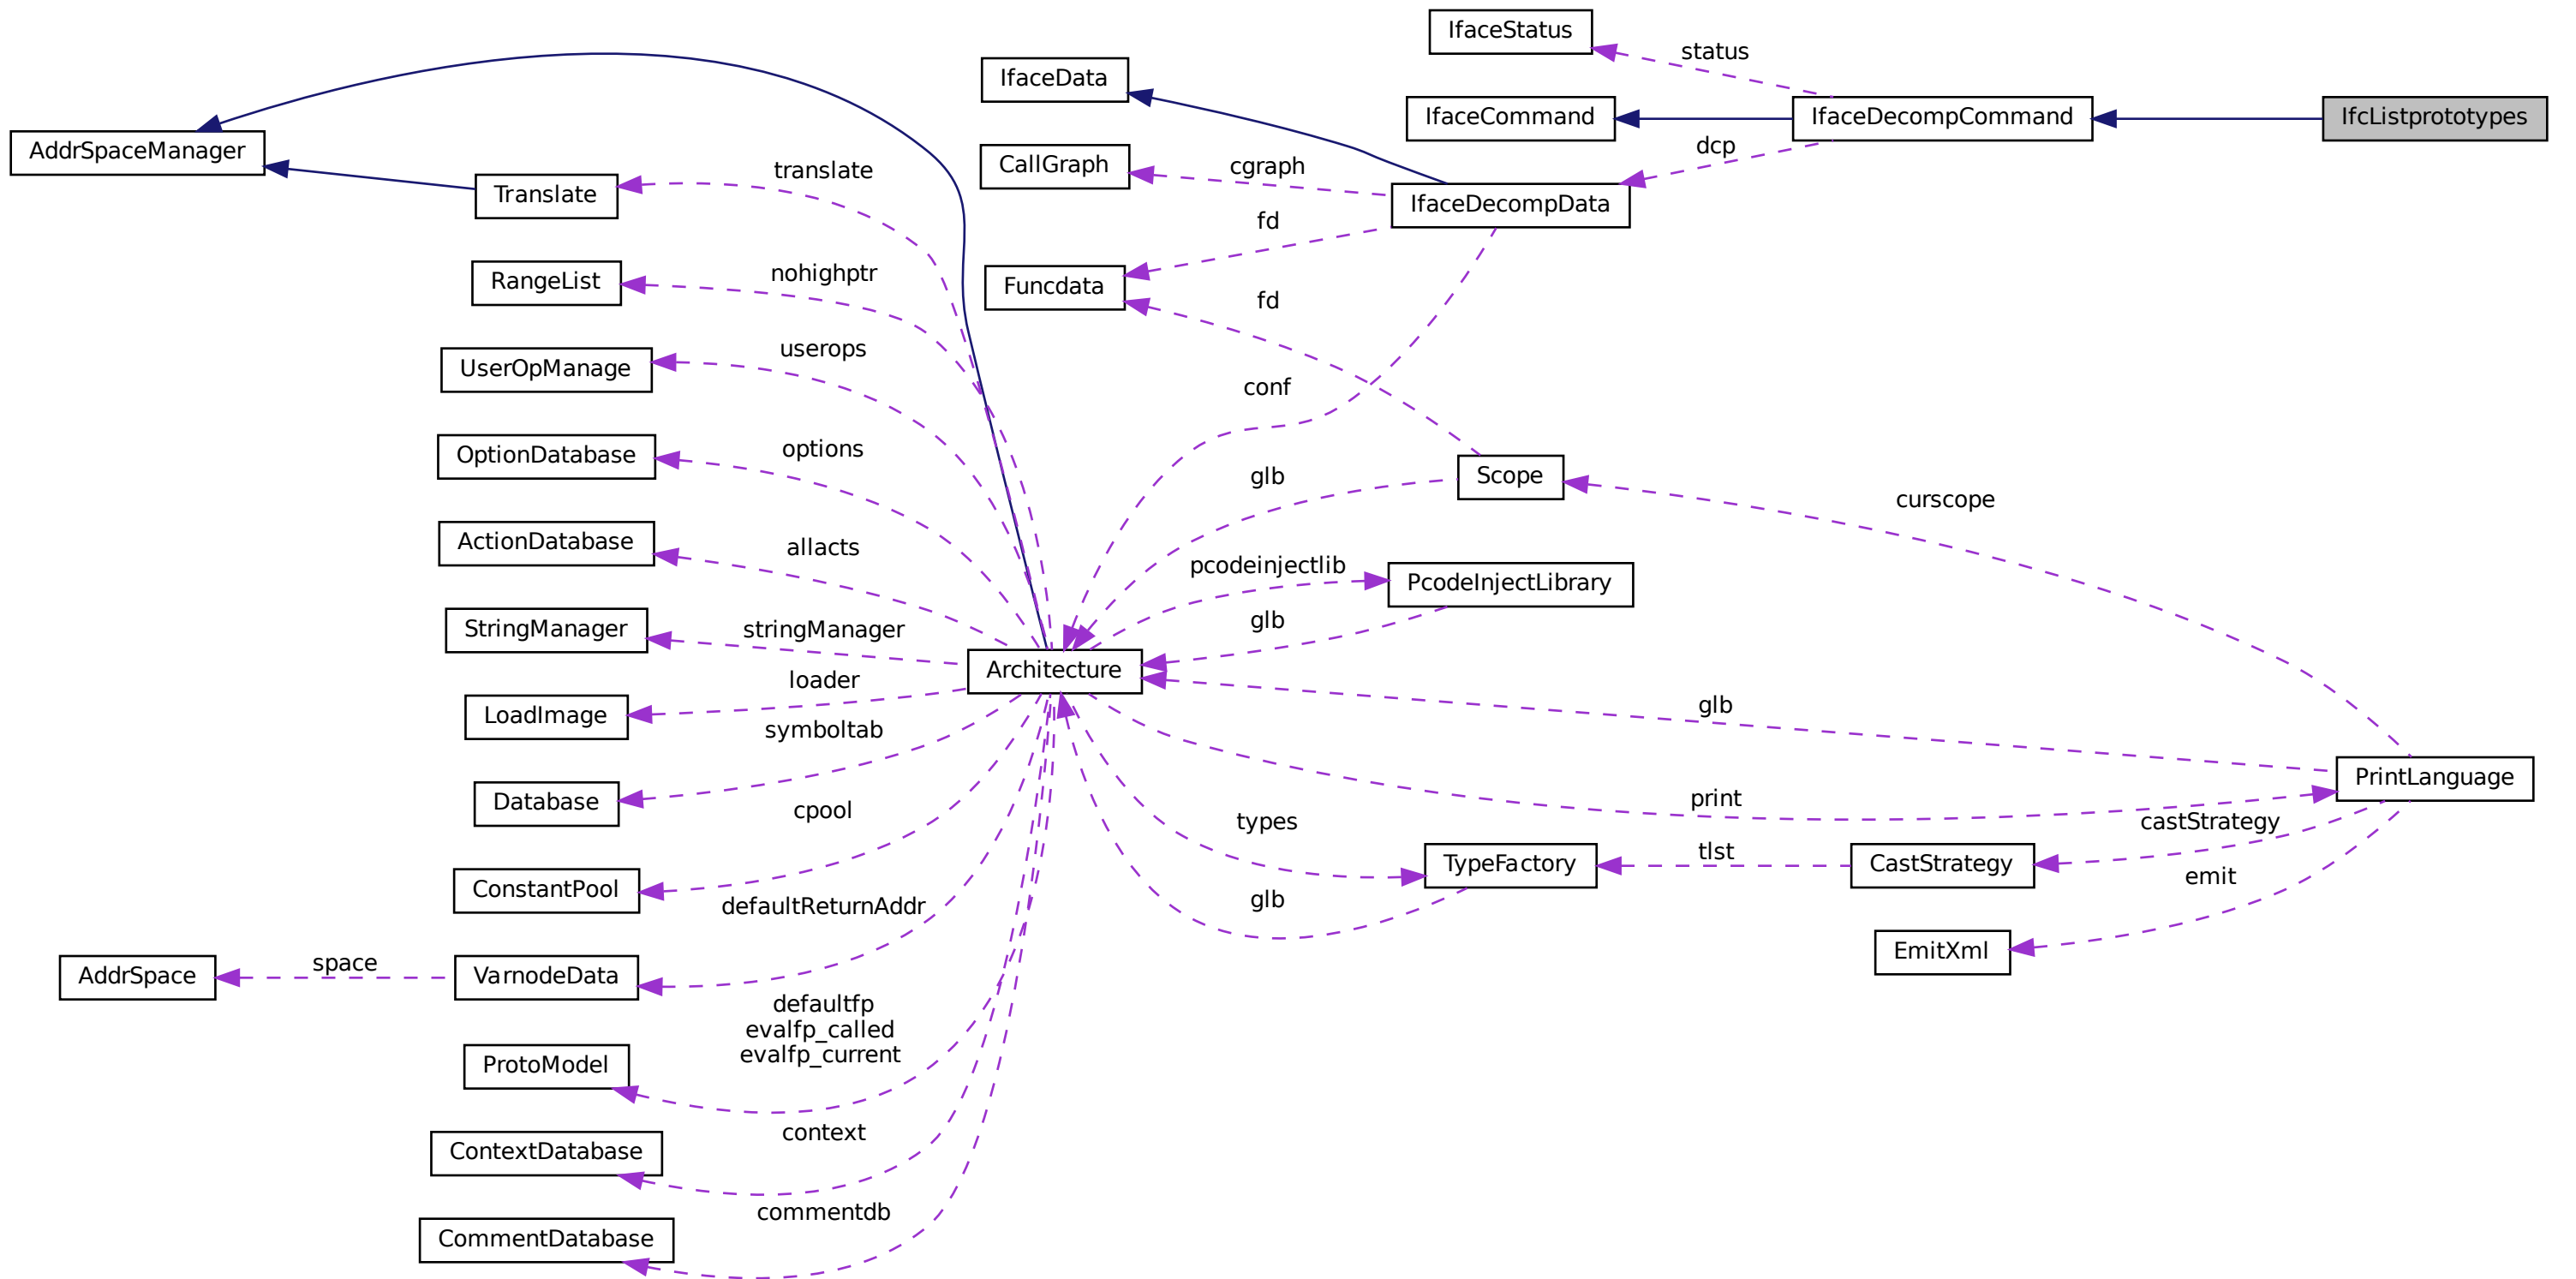 IfaceStatus
status
IfaceData
IfaceCommand
IfaceDecompCommand
IfcListprototypes
AddrSpaceManager
dcp
CallGraph
cgraph
translate
Translate
IfaceDecompData
fd
nohighptr
RangeList
Funcdata
fd
userops
UserOpManage
conf
options
OptionDatabase
glb
Scope
curscope
allacts
ActionDatabase
pcodeinjectlib
PcodeInjectLibrary
glb
stringManager
StringManager
Architecture
loader
LoadImage
glb
symboltab
PrintLanguage
print
Database
cpool
types
castStrategy
tlst
TypeFactory
CastStrategy
emit
ConstantPool
glb
defaultReturnAddr
EmitXml
space
AddrSpace
VarnodeData
defaultfp
evalfp_called
evalfp_current
ProtoModel
context
ContextDatabase
commentdb
CommentDatabase